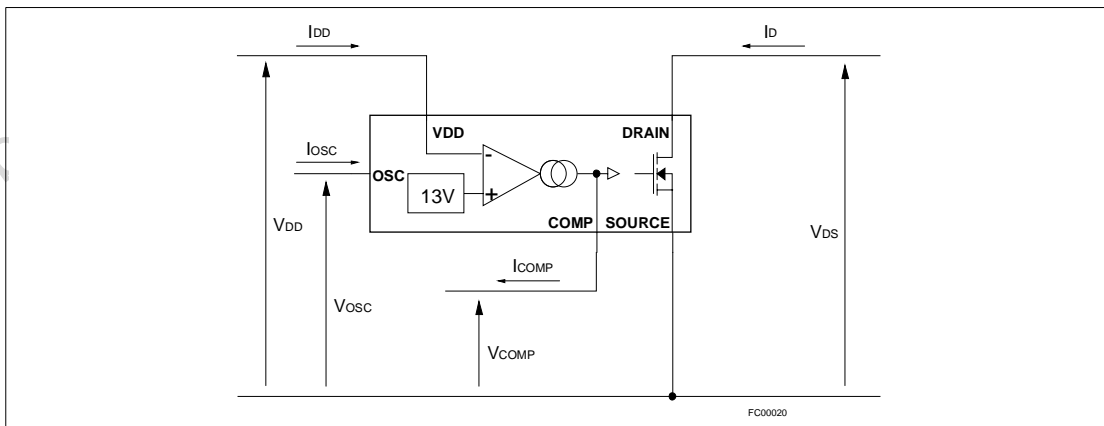 IDD
ID
VDD
DRAIN
IOSC
OSC
-
13V
+
COMP
SOURCE
VDD
VDS
ICOMP
VOSC
VCOMP
FC00020